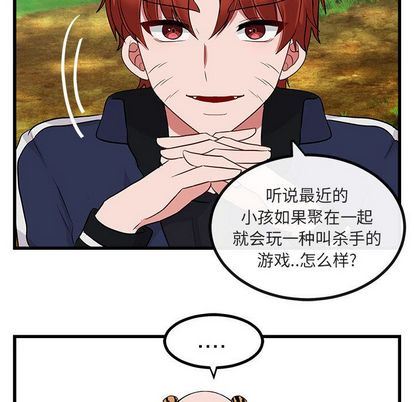 听说最近的
小孩如果聚在一起
就会玩一种叫杀手的
游戏..怎么样?
....